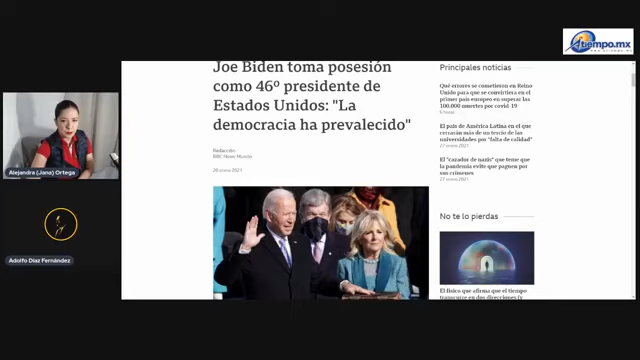 atiempo.mx
Joe Biden toma posesión
como 46º presidente de
Estados Unidos: "La
democracia ha prevalecido"
Redacción
BBC News Mundo
20 enero 2021
Principales noticias
Qué errores se cometieron en Reino
Unido para que se convirtiera en el
primer país europeo en superar las
100.000 muertes por covid-19
El país de América Latina en el que
cerrarán más de un tercio de las
universidades por "falta de calidad"
27 enero 2021
El "cazador de nazis" que teme que
la pandemia evite que paguen por
sus crímenes
27 enero 2021
No te lo pierdas
El físico que afirma que el tiempo
transcurre en dos direcciones (y
Alejandra (Jana) Ortega
Adolfo Díaz Fernández